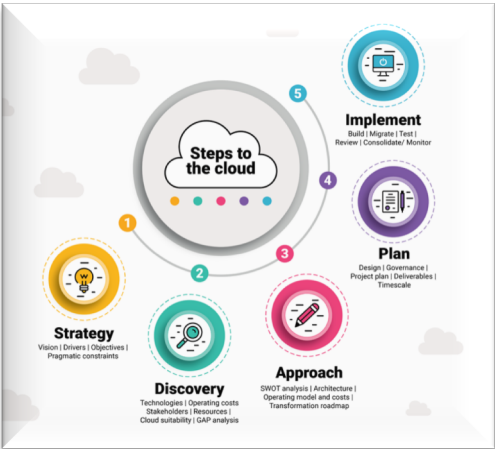 Steps to
the cloud
1
2
3
4
5
Strategy
Vision | Drivers | Objectives |
Pragmatic constraints
Discovery
Technologies | Operating costs
Stakeholders | Resources |
Cloud suitability | GAP analysis
Approach
SWOT analysis | Architecture |
Operating model and costs |
Transformation roadmap
Plan
Design | Governance |
Project plan | Deliverables |
Timescale
Implement
Build | Migrate | Test |
Review | Consolidate/ Monitor